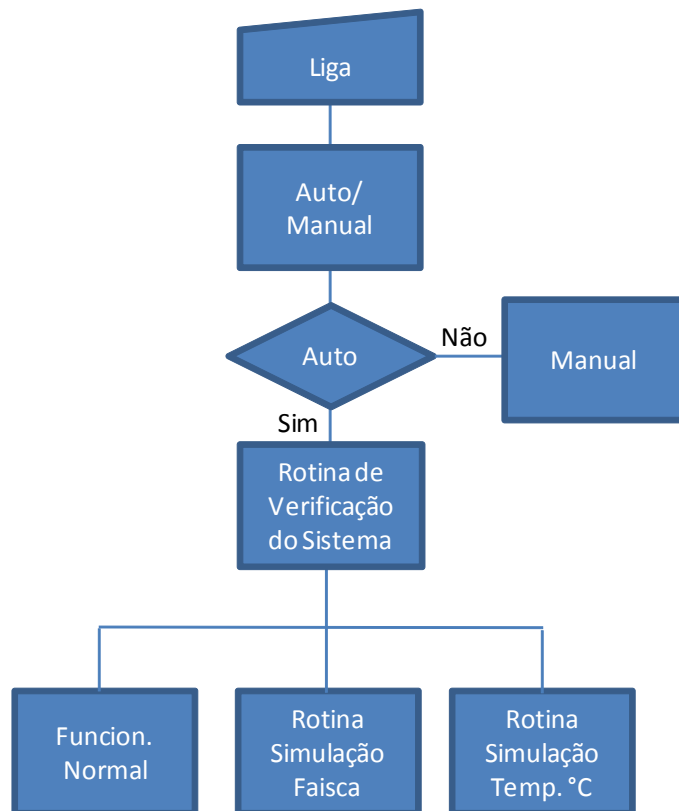 Liga
Auto/
Manual
Auto
Não
Manual
Sim
Rotina de
Verificação
do Sistema
Funcion.
Normal
Rotina
Simulação
Faisca
Rotina
Simulação
Temp. °C